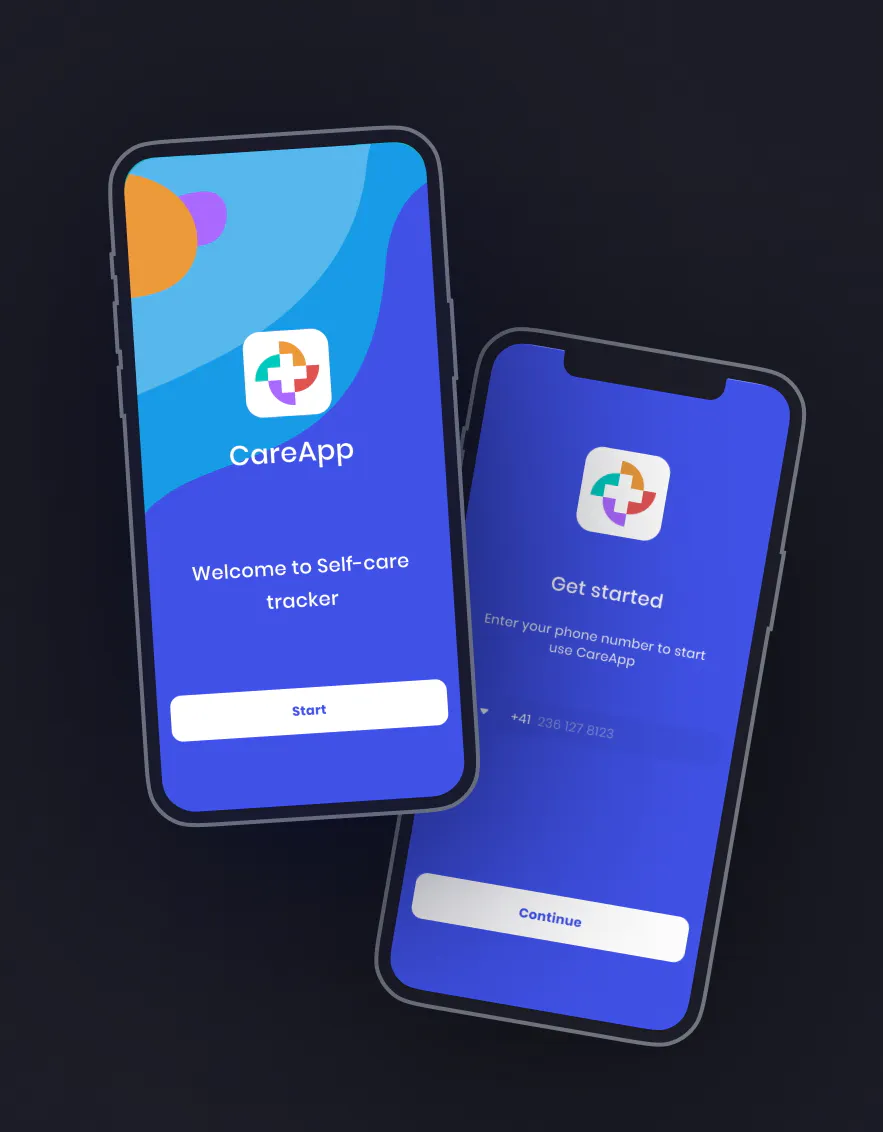 CareApp
Welcome to Self-care
tracker
Start
Get started
Enter your phone number to start
use CareApp
+41 236 127 8123
Continue